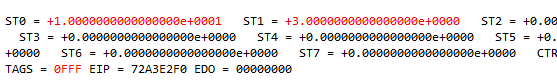 ST0 = +1.0000000000000000e+0001   ST1 = +3.0000000000000000e+0000   ST2 = +0.00
ST3 = +0.0000000000000000e+0000   ST4 = +0.0000000000000000e+0000   ST5 = +0.
+0000   ST6 = +0.0000000000000000e+0000   ST7 = +0.0000000000000000e+0000   CTR
TAGS = 0FFF EIP = 72A3E2F0 EDO = 00000000